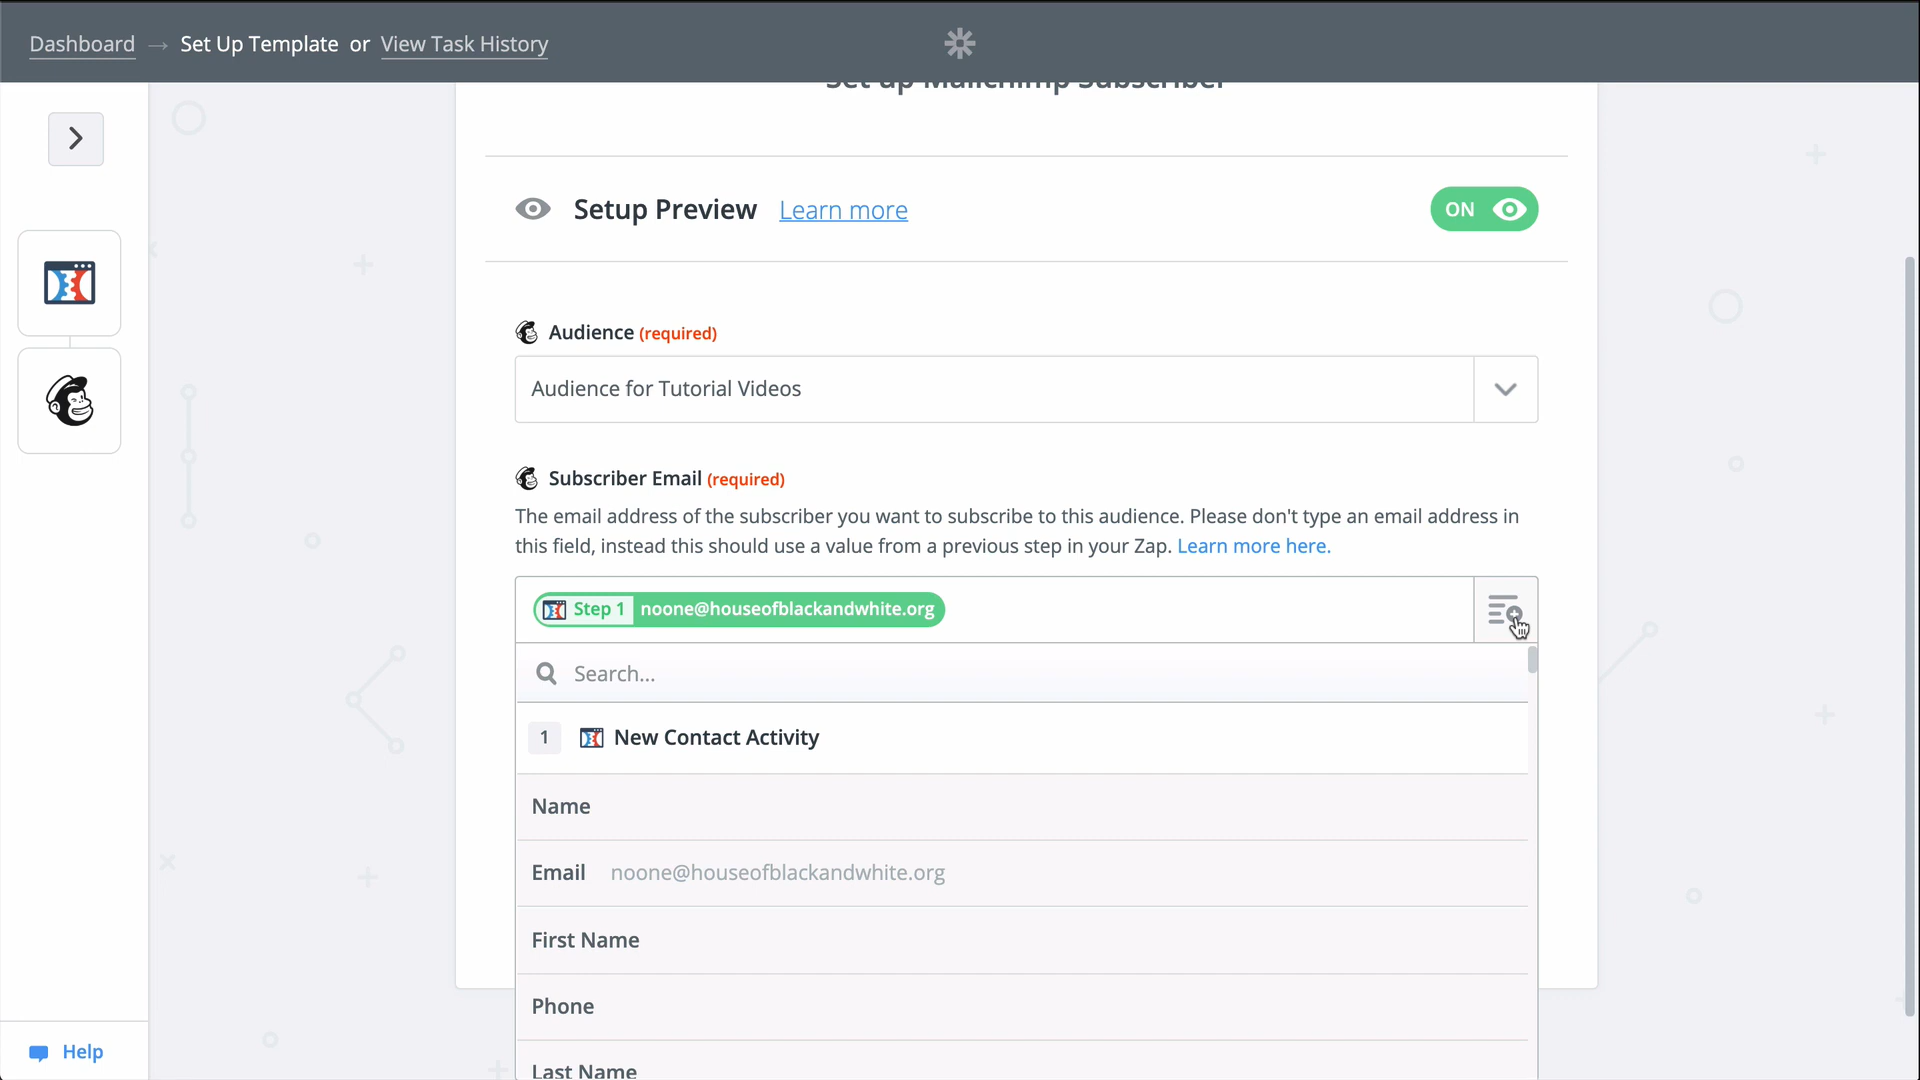 Dashboard → Set Up Template or View Task History
Set up Mailchimp Subscriber
Setup Preview Learn more
ON
Audience (required)
Audience for Tutorial Videos
Subscriber Email (required)
The email address of the subscriber you want to subscribe to this audience. Please don't type an email address in
this field, instead this should use a value from a previous step in your Zap. Learn more here.
Step 1 noone@houseofblackandwhite.org
Search...
1 New Contact Activity
Name
Email noone@houseofblackandwhite.org
First Name
Phone
Last Name
Help